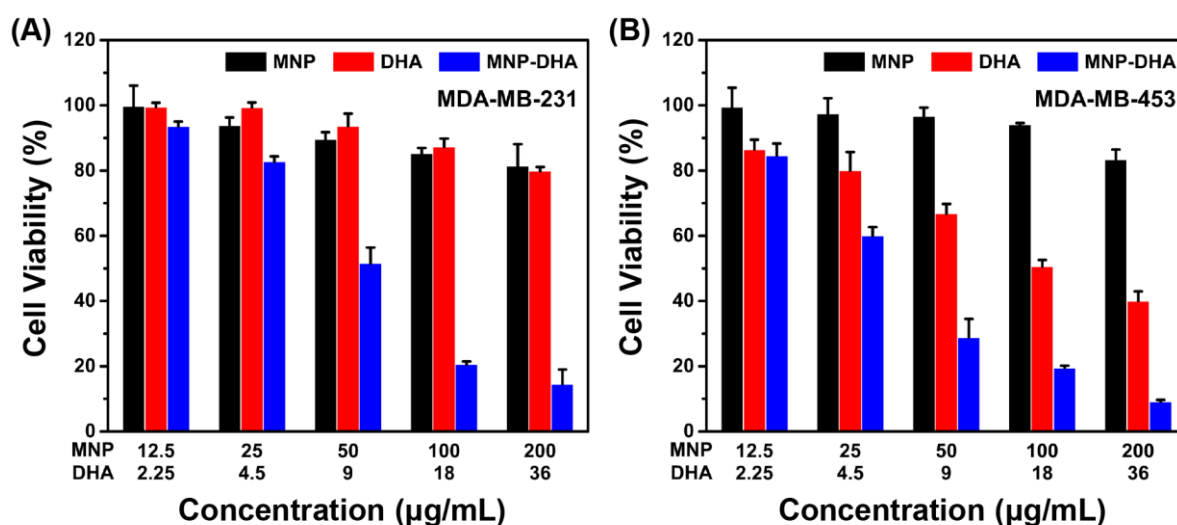 (A)
120
100
80
60
40
20
0
Cell Viability (%)
MNP DHA MNP-DHA
MDA-MB-231
MNP 12.5 25 50 100 200
DHA 2.25 4.5 9 18 36
Concentration (µg/mL)
(B)
120
100
80
60
40
20
0
Cell Viability (%)
MNP DHA MNP-DHA
MDA-MB-453
MNP 12.5 25 50 100 200
DHA 2.25 4.5 9 18 36
Concentration (µg/mL)